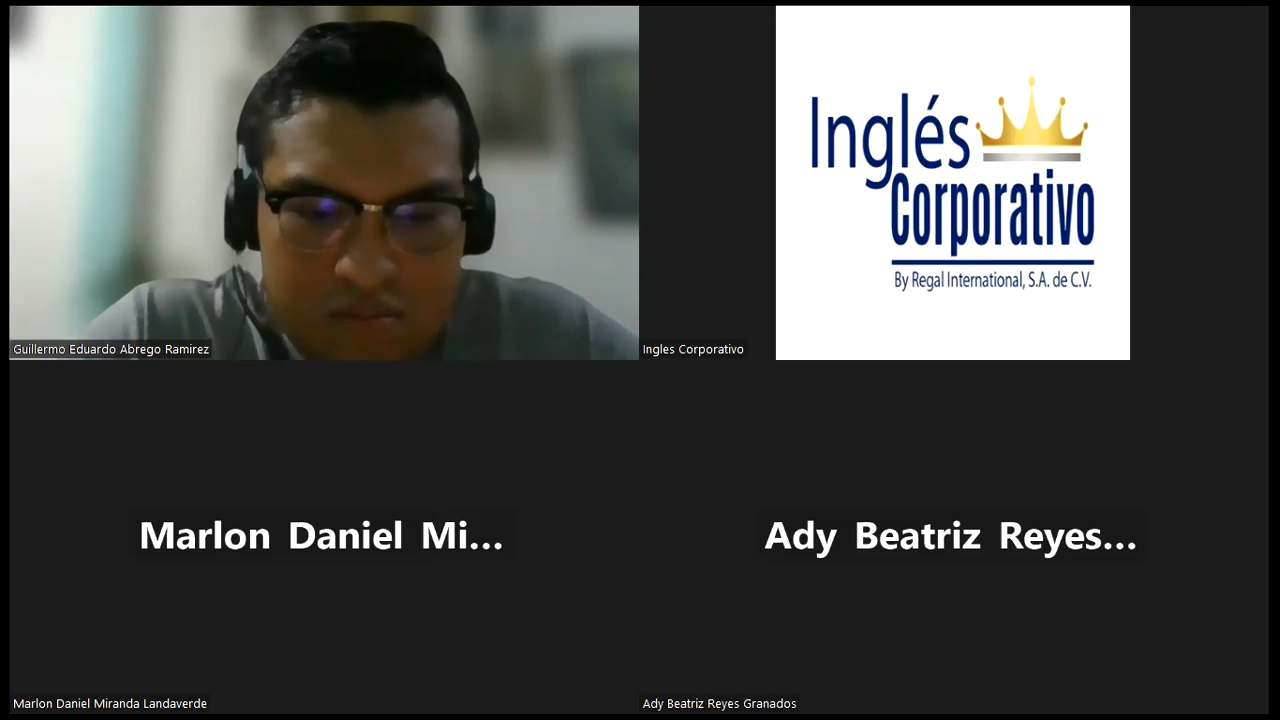 Inglés
Corporativo
By Regal International, S.A. de C.V.
Guillermo Eduardo Abrego Ramirez
Ingles Corporativo
Marlon Daniel Mi...
Ady Beatriz Reyes...
Marlon Daniel Miranda Landaverde
Ady Beatriz Reyes Granados